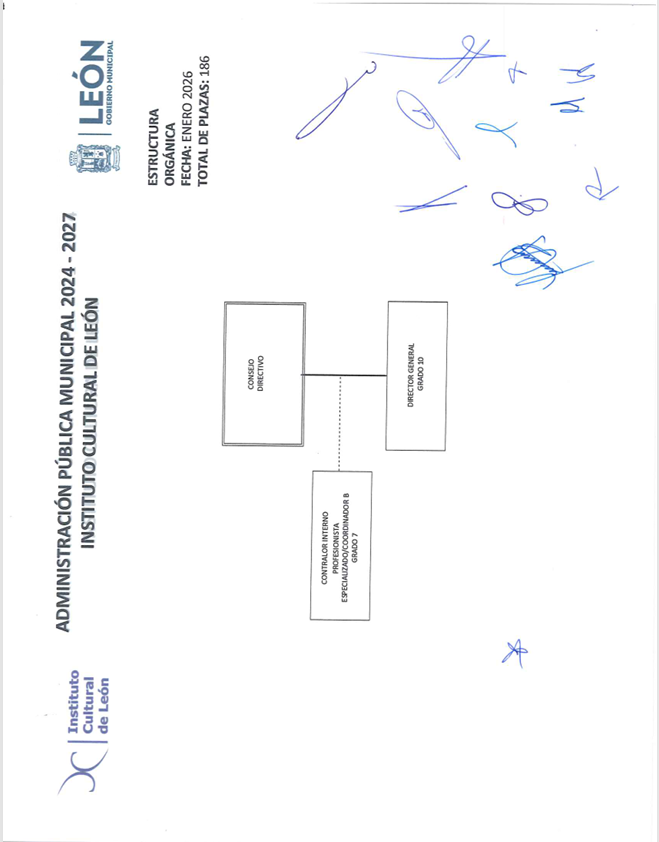 Instituto
Cultural
de León
ADMINISTRACIÓN PÚBLICA MUNICIPAL 2024 - 2027
INSTITUTO CULTURAL DE LEÓN
LEÓN
GOBIERNO MUNICIPAL
ESTRUCTURA
ORGÁNICA
FECHA: ENERO 2026
TOTAL DE PLAZAS: 186
CONSEJO
DIRECTIVO
CONTRALOR INTERNO
PROFESIONISTA
ESPECIALIZADO/COORDINADOR B
GRADO 7
DIRECTOR GENERAL
GRADO 10